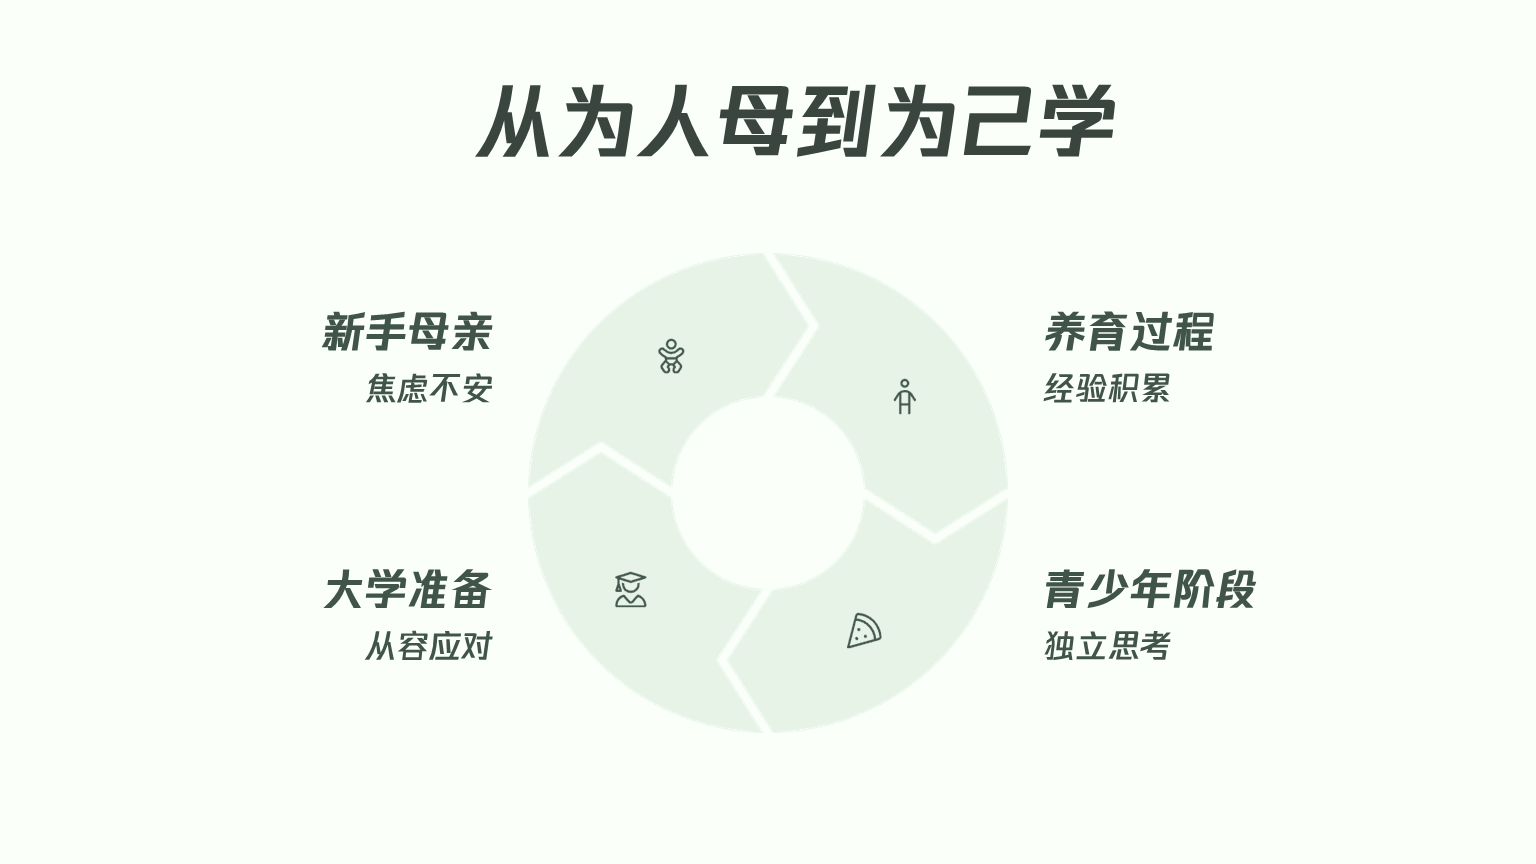 从为人母到为己学
新手母亲
焦虑不安
养育过程
经验积累
大学准备
从容应对
青少年阶段
独立思考